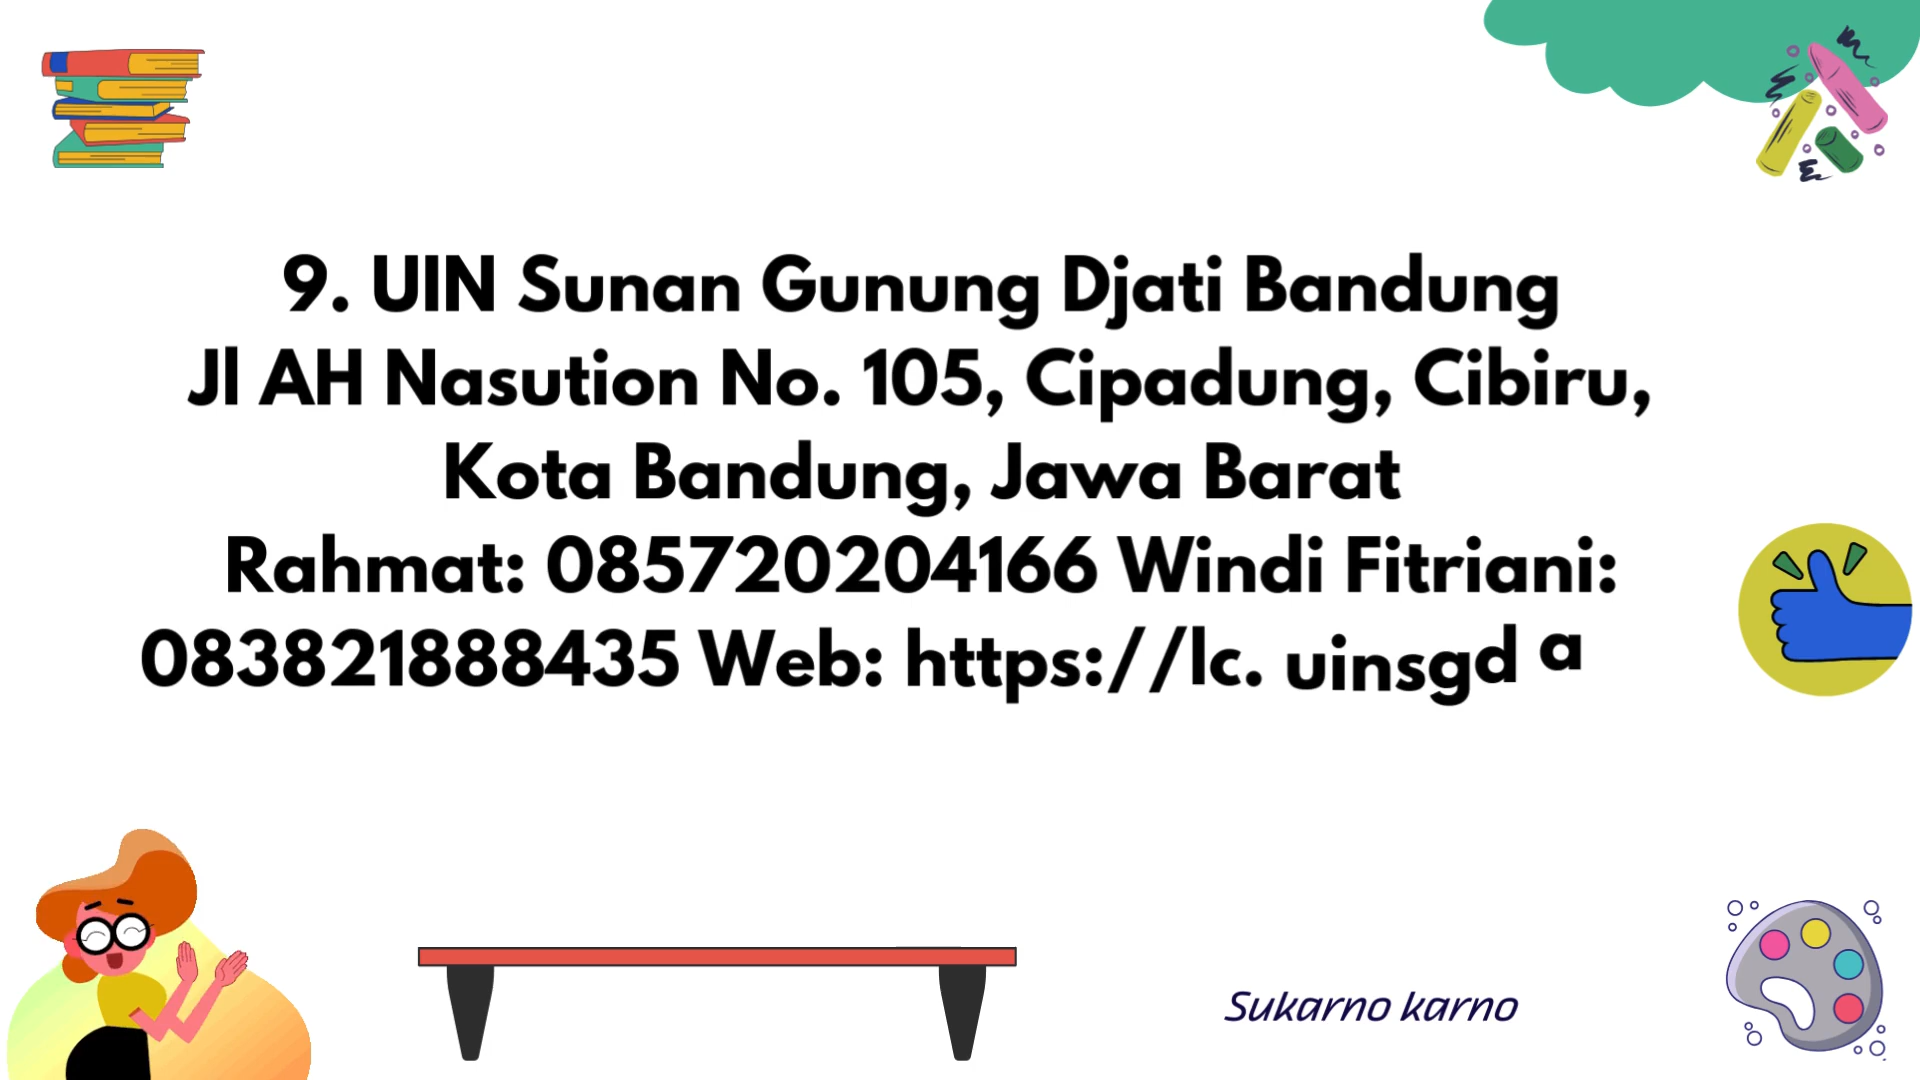 9. UIN Sunan Gunung Djati Bandung
Jl AH Nasution No. 105, Cipadung, Cibiru,
Kota Bandung, Jawa Barat
Rahmat: 085720204166 Windi Fitriani:
083821888435 Web: https://lc. uinsgd a
Sukarno karno